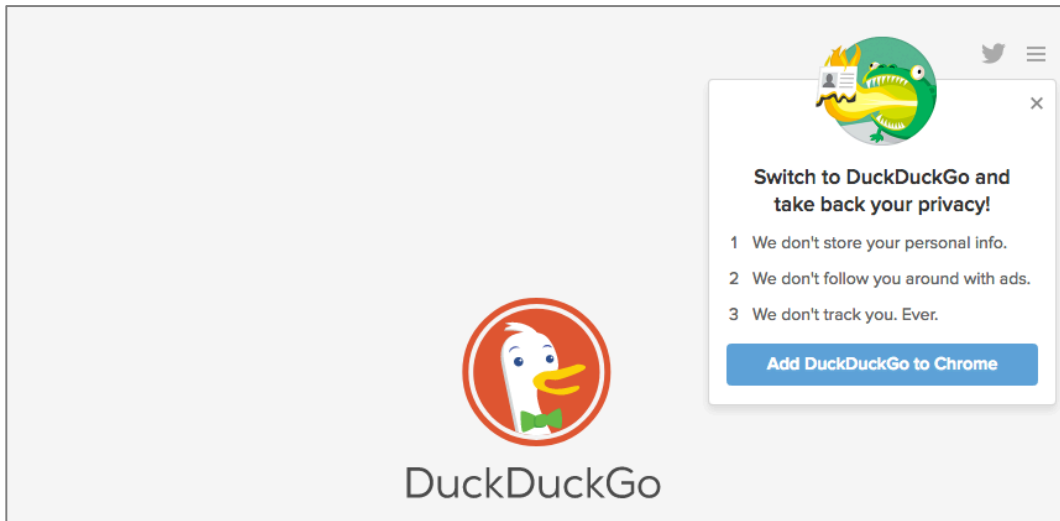 Switch to DuckDuckGo and
take back your privacy!
1 We don't store your personal info.
2 We don't follow you around with ads.
3 We don't track you. Ever.
Add DuckDuckGo to Chrome
DuckDuckGo